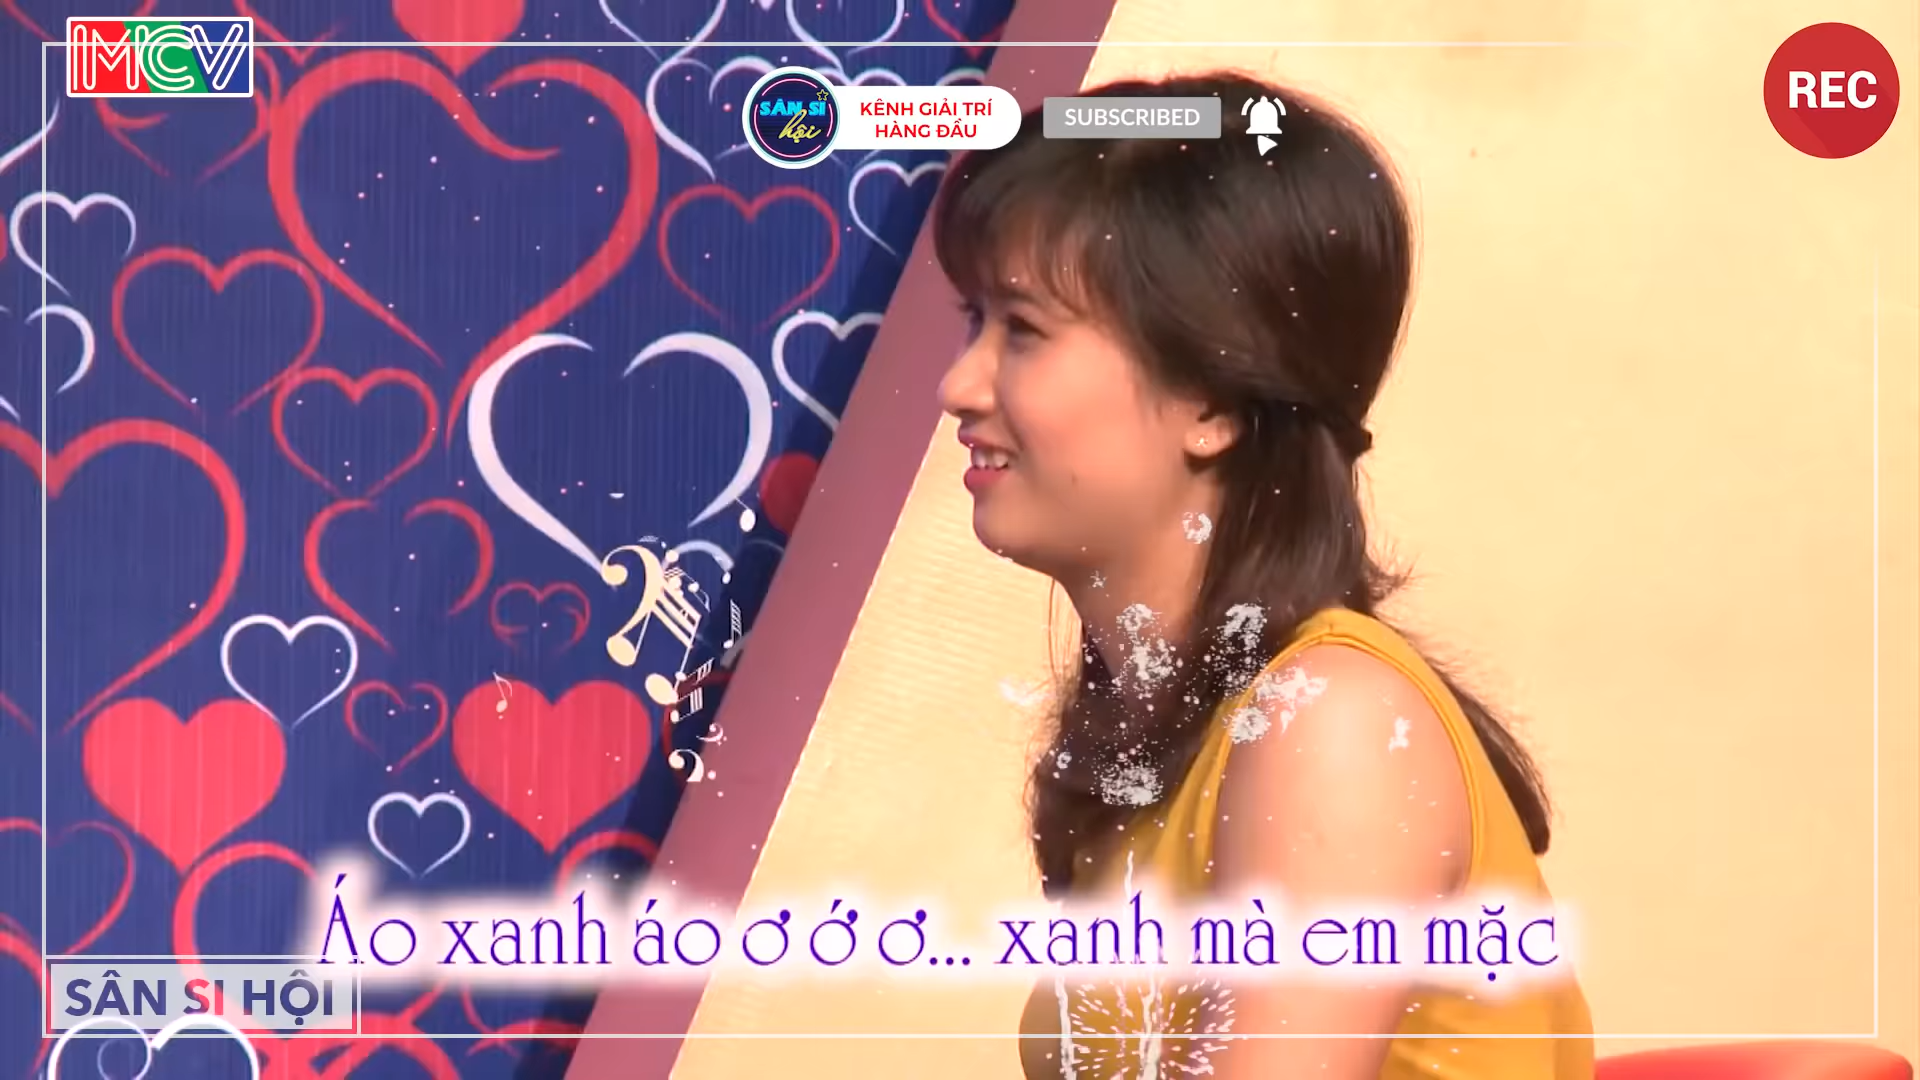 MCV
SÂN SI
hội
KÊNH GIẢI TRÍ
HÀNG ĐẦU
SUBSCRIBED
REC
Áo xanh áo ơ ớ ơ... xanh mà em mặc
SÂN SI HỘI